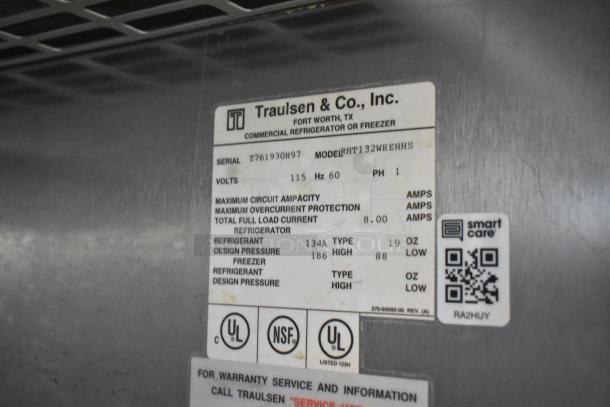 Traulsen & Co., Inc.
FORT WORTH, TX
COMMERCIAL REFRIGERATOR OR FREEZER
SERIAL T761930H97 MODEL RHT132WREHHS
VOLTS 115 Hz 60 PH 1
MAXIMUM CIRCUIT AMPACITY AMPS
MAXIMUM OVERCURRENT PROTECTION AMPS
TOTAL FULL LOAD CURRENT 8.00 AMPS
REFRIGERATOR
REFRIGERANT 134A TYPE 19 OZ
DESIGN PRESSURE 186 HIGH 88 LOW
FREEZER
REFRIGERANT TYPE OZ
DESIGN PRESSURE HIGH LOW
370-60060-00 REV. (A)
C UL NSF UL
LISTED 122H
smart
care
RA2HUY
FOR WARRANTY SERVICE AND INFORMATION
CALL TRAULSEN "SERVICE